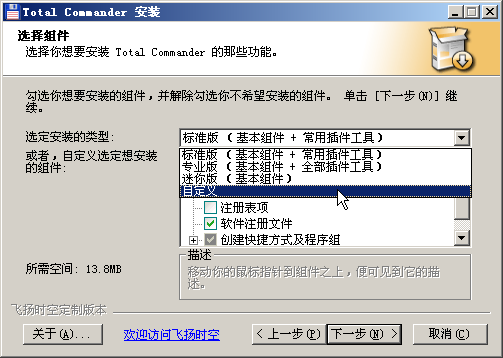 Total Commander 安装
选择组件
选择你想要安装 Total Commander 的那些功能。
勾选你想要安装的组件，并解除勾选你不希望安装的组件。 单击 [下一步(N)] 继
续。
选定安装的类型:
标准版 (基本组件 + 常用插件工具)
或者，自定义选定想安装
的组件:
标准版 (基本组件 + 常用插件工具)
专业版 (基本组件 + 全部插件工具)
迷你版 (基本组件)
自定义
注册表项
软件注册文件
创建快捷方式及程序组
所需空间: 13.8MB
描述
移动你的鼠标指针到组件之上，便可见到它的描
述。
飞扬时空定制版本
关于(A)...
欢迎访问飞扬时空
< 上一步(P)
下一步(N) >
取消(C)